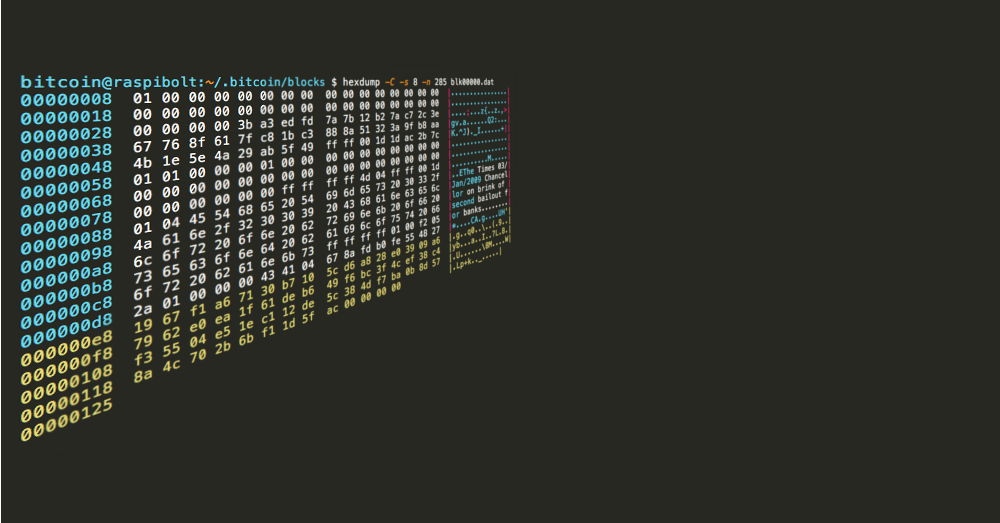 bitcoin@raspibolt:~/.bitcoin/blocks $ hexdump -C -s 8 -n 285 blk00000.dat
00000008 01 00 00 00 00 00 00 00 00 00 00 00 00 00 00 00 |................|
00000018 00 00 00 00 00 00 00 00 00 00 00 00 00 00 00 00 |................|
00000028 00 00 00 00 3b a3 ed fd 7a 7b 12 b2 7a c7 2c 3e |....;...z{..z.,>|
00000038 67 76 8f 61 7f c8 1b c3 88 8a 51 32 3a 9f b8 aa |gv.a......Q2:...|
00000048 4b 1e 5e 4a 29 ab 5f 49 ff ff 00 1d 1d ac 2b 7c |K.^J)._I......+||
00000058 01 01 00 00 00 01 00 00 00 00 00 00 00 00 00 00 |................|
00000068 00 00 00 00 00 00 00 00 00 00 00 00 00 00 00 00 |................|
00000078 00 00 00 00 00 00 ff ff ff ff 4d 04 ff ff 00 1d |..........M.....|
00000088 01 04 45 54 68 65 20 54 69 6d 65 73 20 30 33 2f |..EThe Times 03/|
00000098 4a 61 6e 2f 32 30 30 39 20 43 68 61 6e 63 65 6c |Jan/2009 Chancel|
000000a8 6c 6f 72 20 6f 6e 20 62 72 69 6e 6b 20 6f 66 20 |lor on brink of |
000000b8 73 65 63 6f 6e 64 20 62 61 69 6c 6f 75 74 20 66 |second bailout f|
000000c8 6f 72 20 62 61 6e 6b 73 ff ff ff ff 01 00 f2 05 |or banks........|
000000d8 2a 01 00 00 00 43 41 04 67 8a fd b0 fe 55 48 27 |*....CA.g....UH'|
000000e8 19 67 f1 a6 71 30 b7 10 5c d6 a8 28 e0 39 09 a6 |.g..q0..\..(.9..|
000000f8 79 62 e0 ea 1f 61 de b6 49 f6 bc 3f 4c ef 38 c4 |yb...a..I..?L.8.|
00000108 f3 55 04 e5 1e c1 12 de 5c 38 4d f7 ba 0b 8d 57 |.U......\8M....W|
00000118 8a 4c 70 2b 6b f1 1d 5f ac 00 00 00 00 |.Lp+k.._.....|
00000125